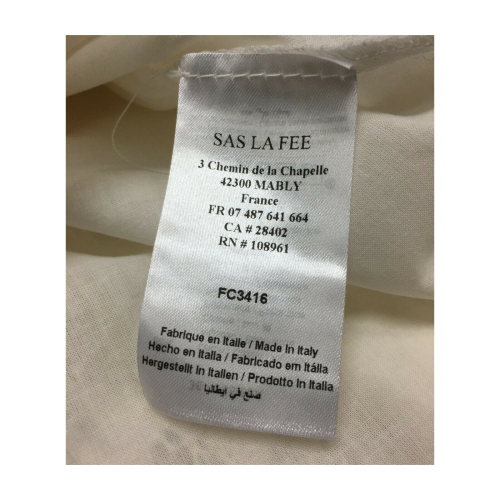 SAS LA FEE
3 Chemin de la Chapelle
42300 MABLY
France
FR 07 487 641 664
CA # 28402
RN # 108961
FC3416
Fabrique en Italie / Made In Italy
Hecho en Italia / Fabricado em Itália
Hergestellt In Italien / Prodotto In Italia
صنع في إيطاليا